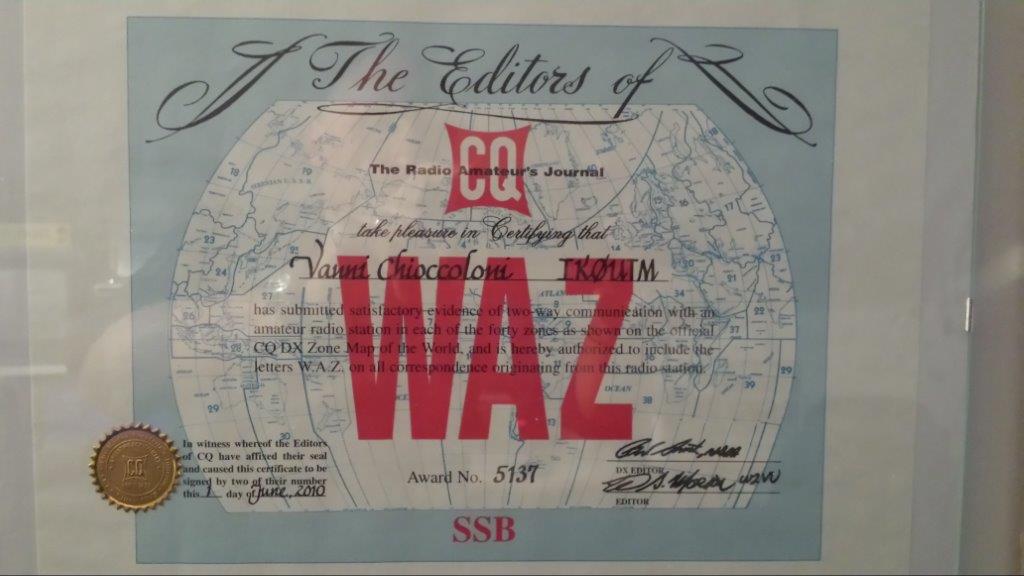 The Editors of
CQ
The Radio Amateur's Journal
take pleasure in Certifying that
Vanni Chioccoloni IKØUTM
WAZ
has submitted satisfactory evidence of two-way communication with an
amateur radio station in each of the forty zones as shown on the official
CQ DX Zone Map of the World, and is hereby authorized to include the
letters W.A.Z. on all correspondence originating from this radio station.
In witness whereof the Editors
of CQ have affixed their seal
and caused this certificate to be
signed by two of their number
this 1 day of June, 2010
CQ
Award No. 5137
DX EDITOR
EDITOR
SSB